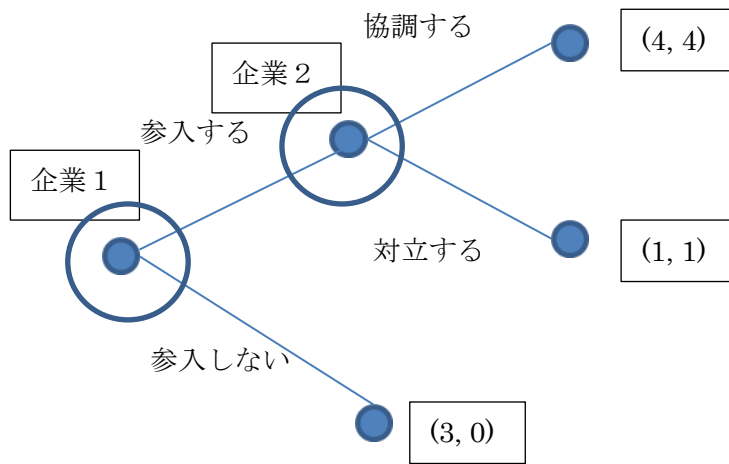 協調する
(4, 4)
企業２
参入する
企業１
対立する
(1, 1)
参入しない
(3, 0)